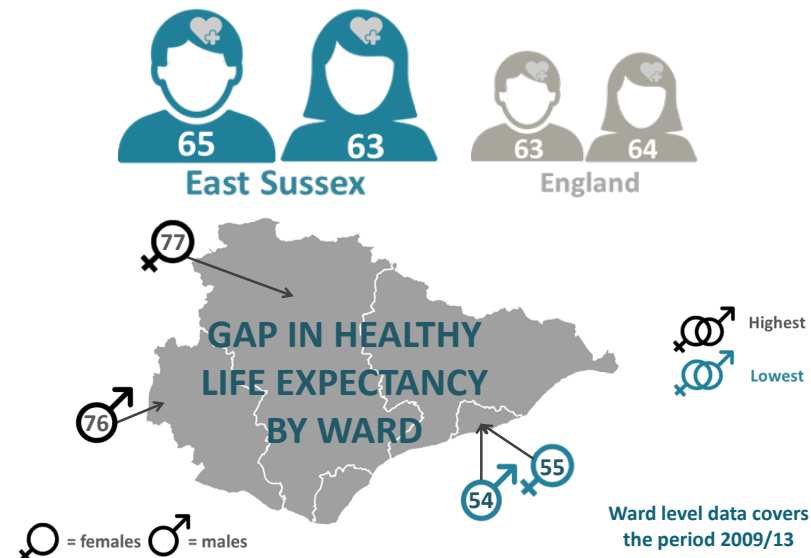 65 63
63 64
East Sussex
England
77
GAP IN HEALTHY
LIFE EXPECTANCY
BY WARD
76
Highest
Lowest
55
54
Ward level data covers
the period 2009/13
= females = males